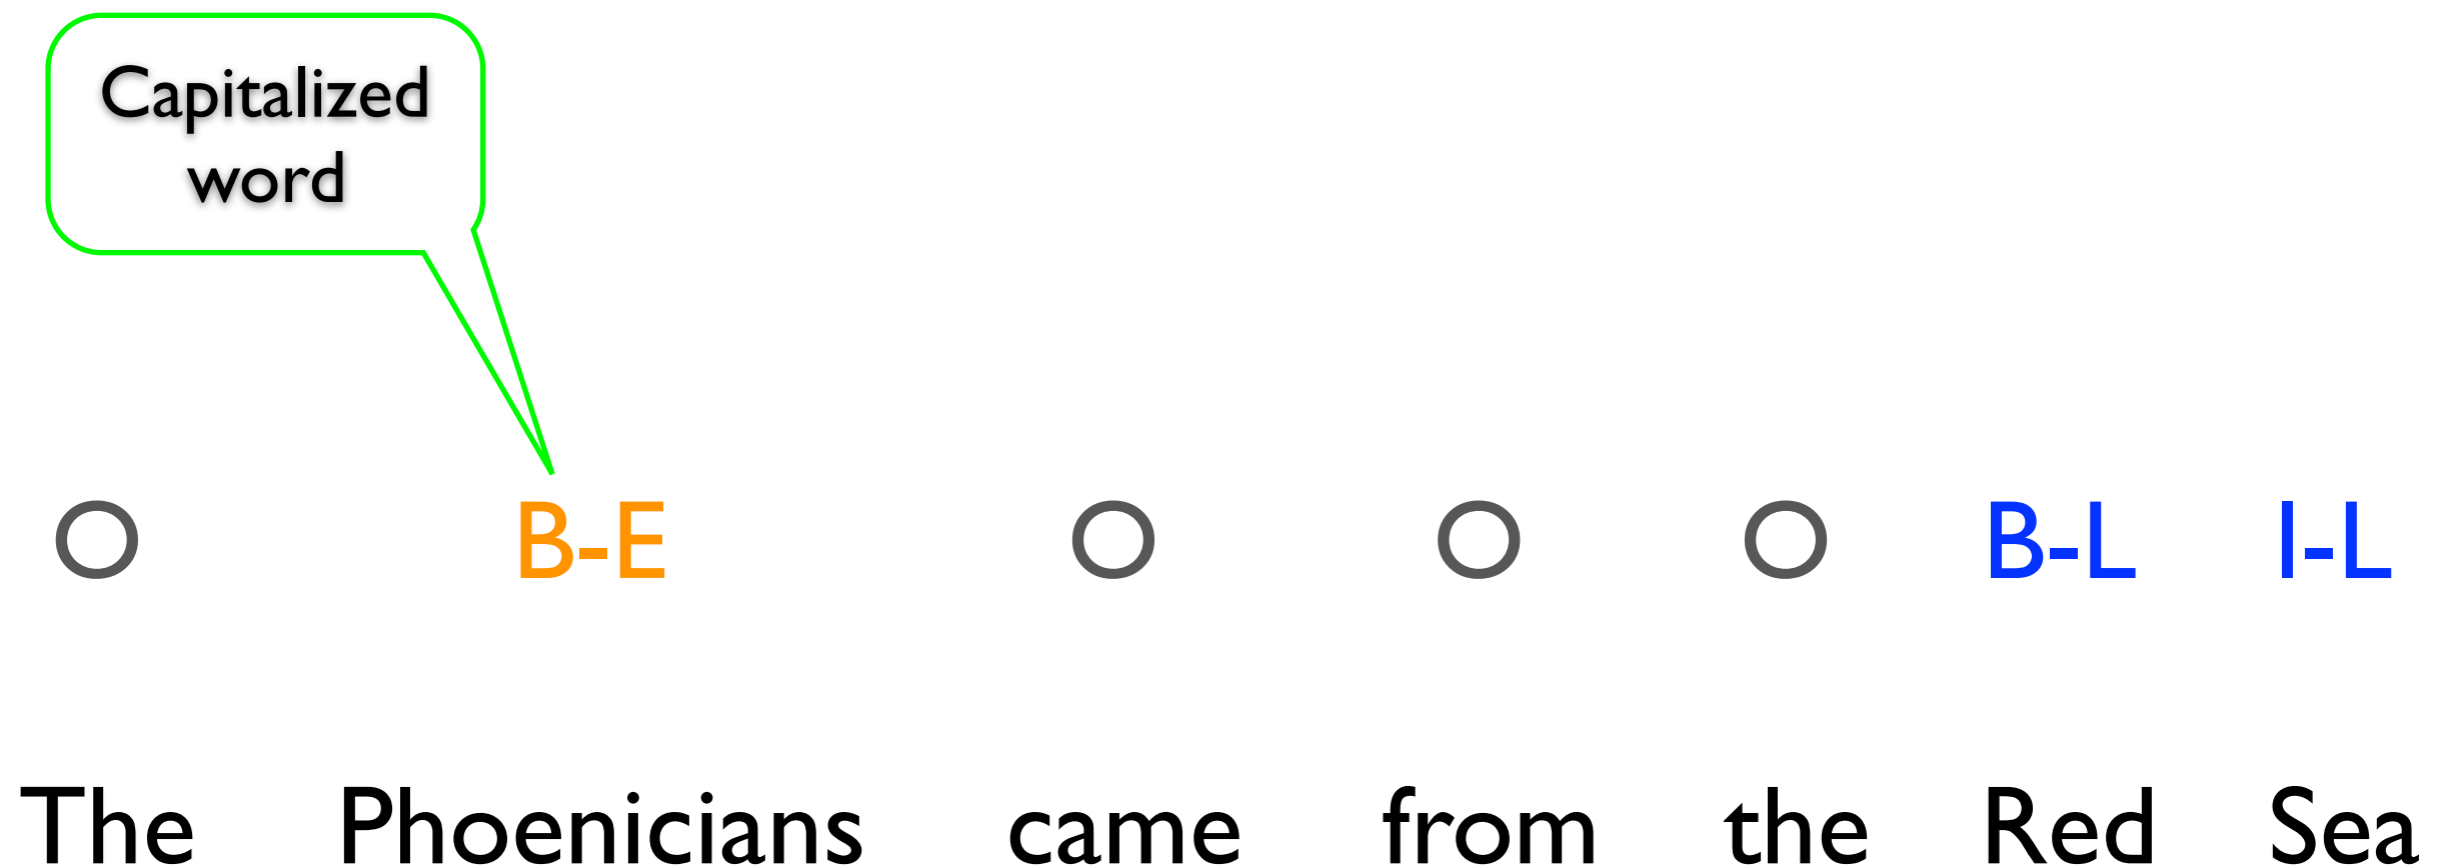 Capitalized
word
O B-E O O O B-L I-L
The Phoenicians came from the Red Sea